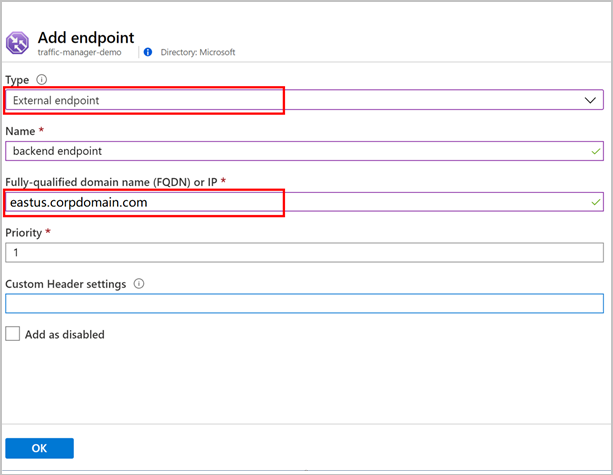 Add endpoint
traffic-manager-demo
Directory: Microsoft
Type
External endpoint
Name *
backend endpoint
Fully-qualified domain name (FQDN) or IP *
eastus.corpdomain.com
Priority *
1
Custom Header settings
Add as disabled
OK